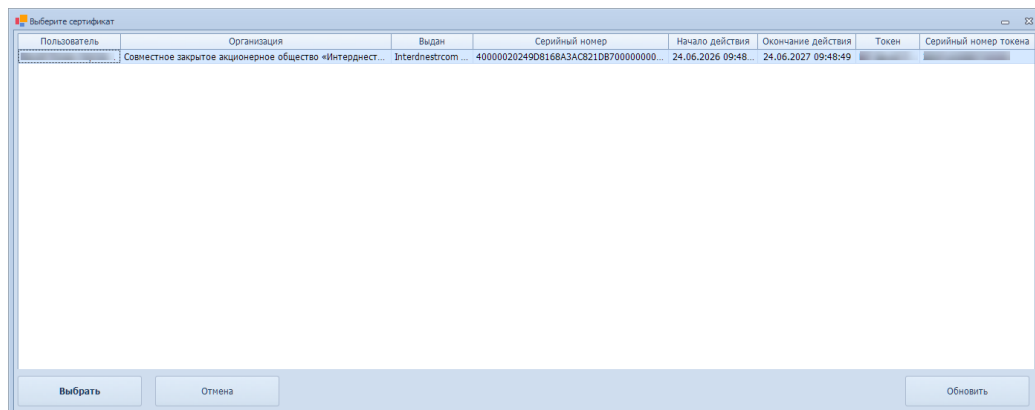 Выберите сертификат
Пользователь Организация Выдан Серийный номер Начало действия Окончание действия Токен Серийный номер токена
Совместное закрытое акционерное общество «Интерднест... Interdnestrcom ... 40000020249D8168A3AC821DB700000000... 24.06.2026 09:48... 24.06.2027 09:48:49
Выбрать Отмена Обновить